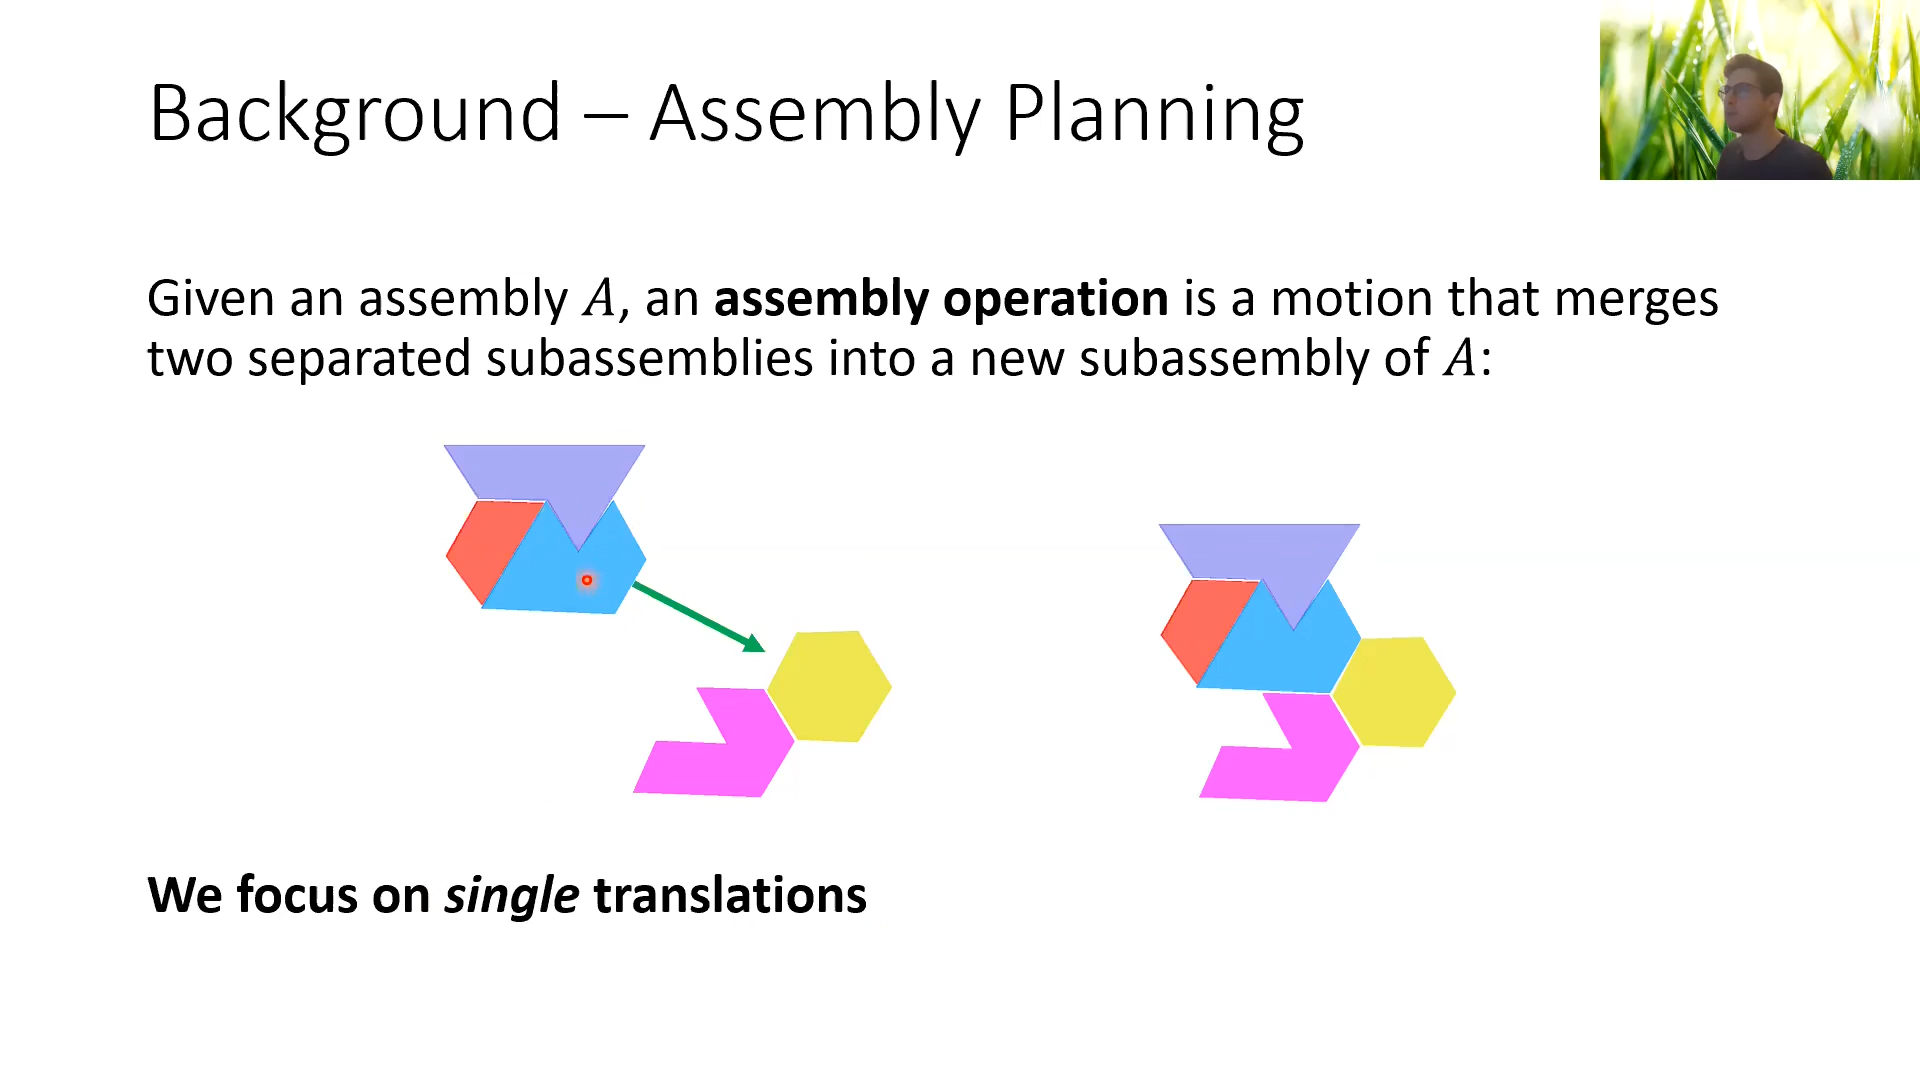 Background – Assembly Planning
Given an assembly A, an assembly operation is a motion that merges
two separated subassemblies into a new subassembly of A:
We focus on single translations